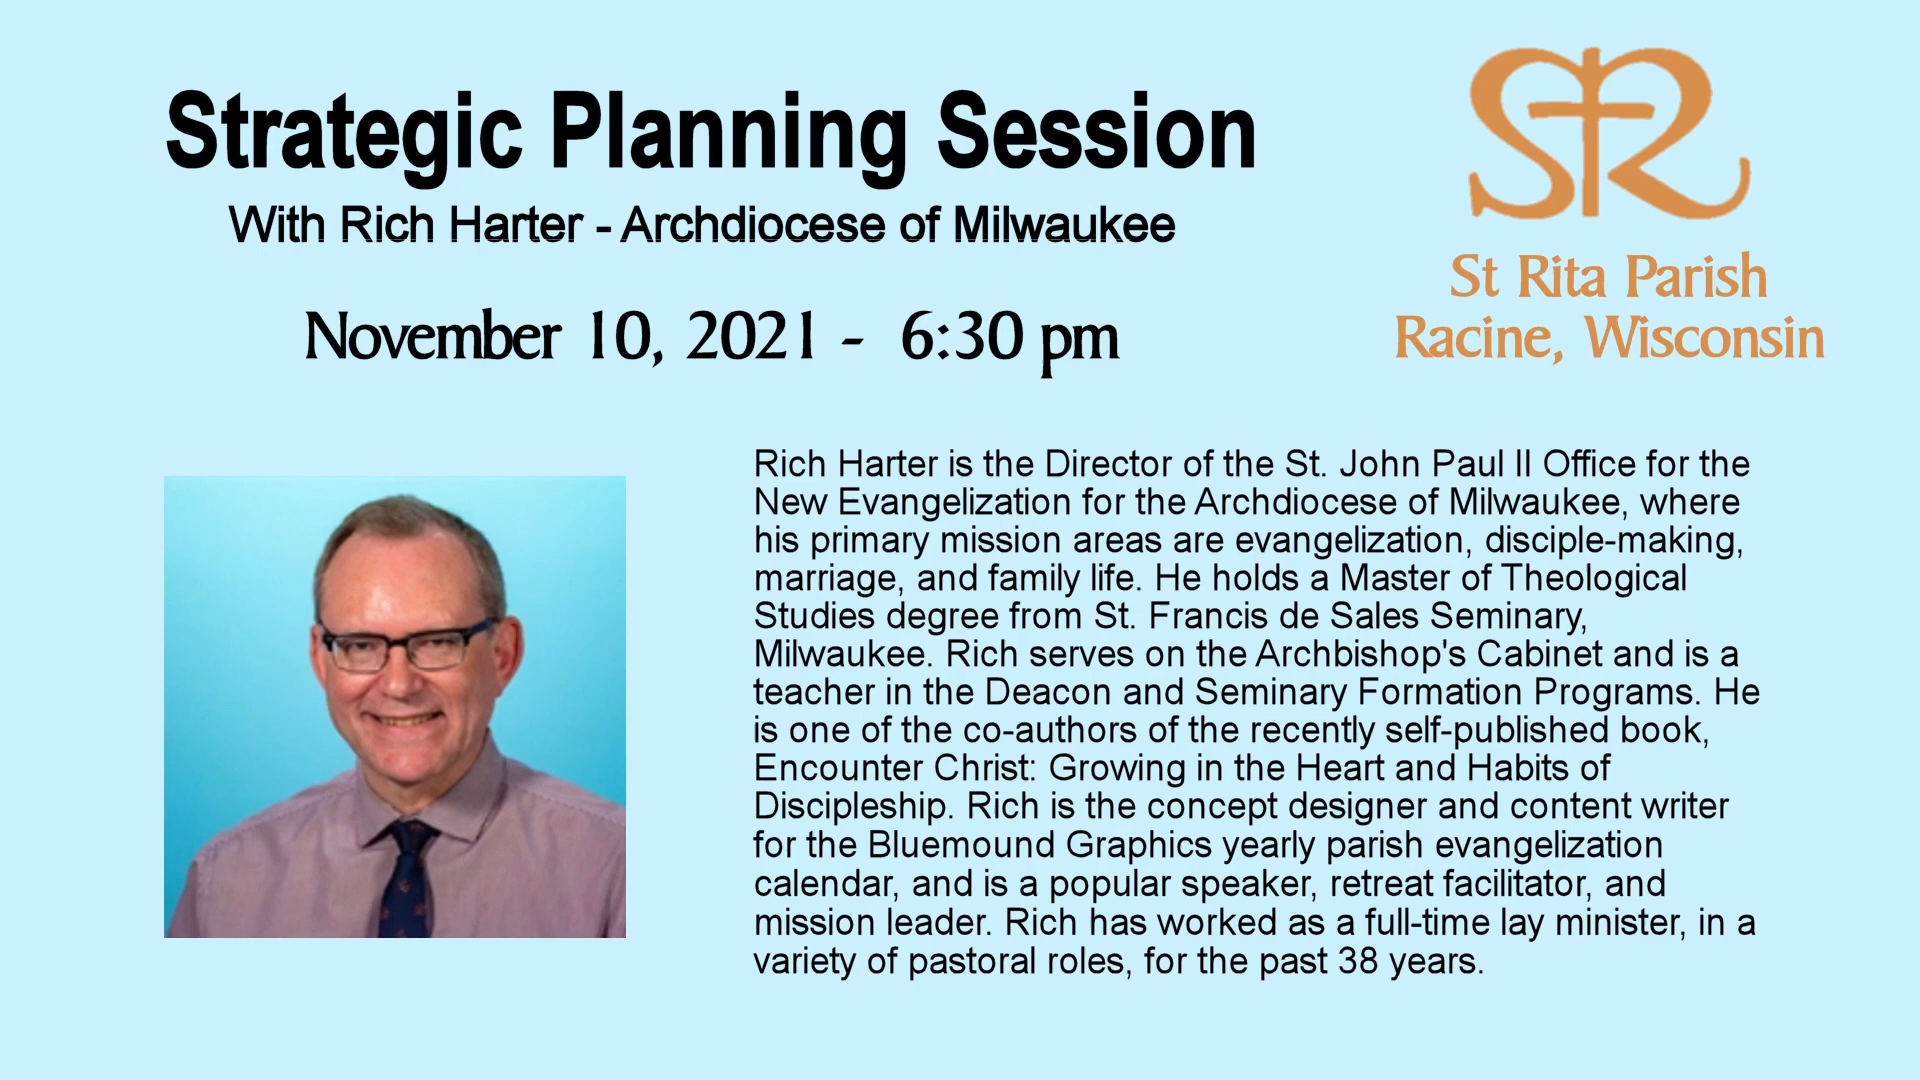 Strategic Planning Session
With Rich Harter - Archdiocese of Milwaukee
November 10, 2021 - 6:30 pm
SR
St Rita Parish
Racine, Wisconsin
Rich Harter is the Director of the St. John Paul II Office for the
New Evangelization for the Archdiocese of Milwaukee, where
his primary mission areas are evangelization, disciple-making,
marriage, and family life. He holds a Master of Theological
Studies degree from St. Francis de Sales Seminary,
Milwaukee. Rich serves on the Archbishop's Cabinet and is a
teacher in the Deacon and Seminary Formation Programs. He
is one of the co-authors of the recently self-published book,
Encounter Christ: Growing in the Heart and Habits of
Discipleship. Rich is the concept designer and content writer
for the Bluemound Graphics yearly parish evangelization
calendar, and is a popular speaker, retreat facilitator, and
mission leader. Rich has worked as a full-time lay minister, in a
variety of pastoral roles, for the past 38 years.